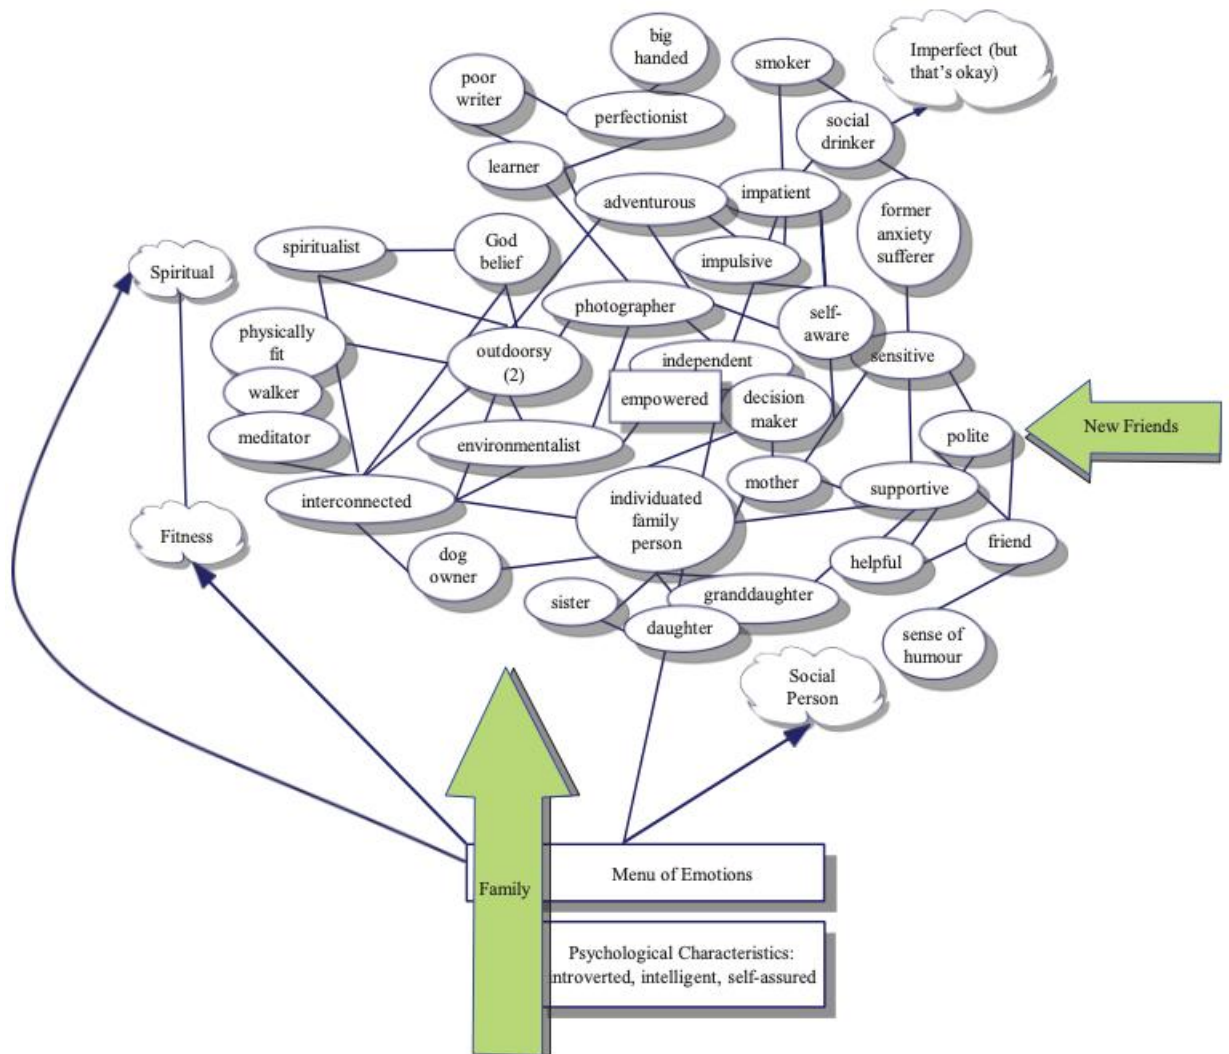 big
handed
Imperfect (but
that's okay)
smoker
poor
writer
perfectionist
social
drinker
learner
impatient
adventurous
former
anxiety
sufferer
spiritualist
God
belief
impulsive
Spiritual
photographer
self-
aware
physically
fit
outdoorsy
(2)
independent
sensitive
walker
empowered
decision
maker
meditator
environmentalist
polite
New Friends
interconnected
individuated
family
person
mother
supportive
Fitness
dog
owner
helpful
friend
sister
granddaughter
daughter
sense of
humour
Social
Person
Family
Menu of Emotions
Psychological Characteristics:
introverted, intelligent, self-assured